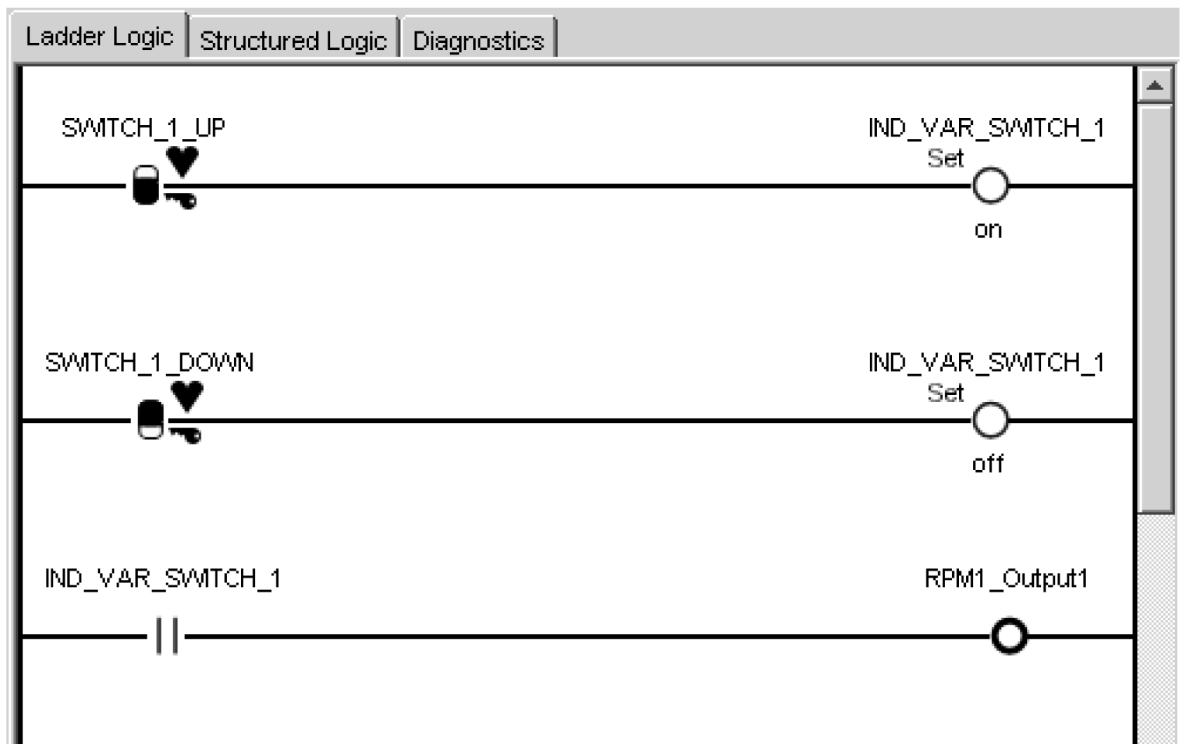 Ladder Logic Structured Logic Diagnostics
SWITCH_1_UP IND_VAR_SWITCH_1
Set
on
SWITCH_1_DOWN IND_VAR_SWITCH_1
Set
off
IND_VAR_SWITCH_1 RPM1_Output1